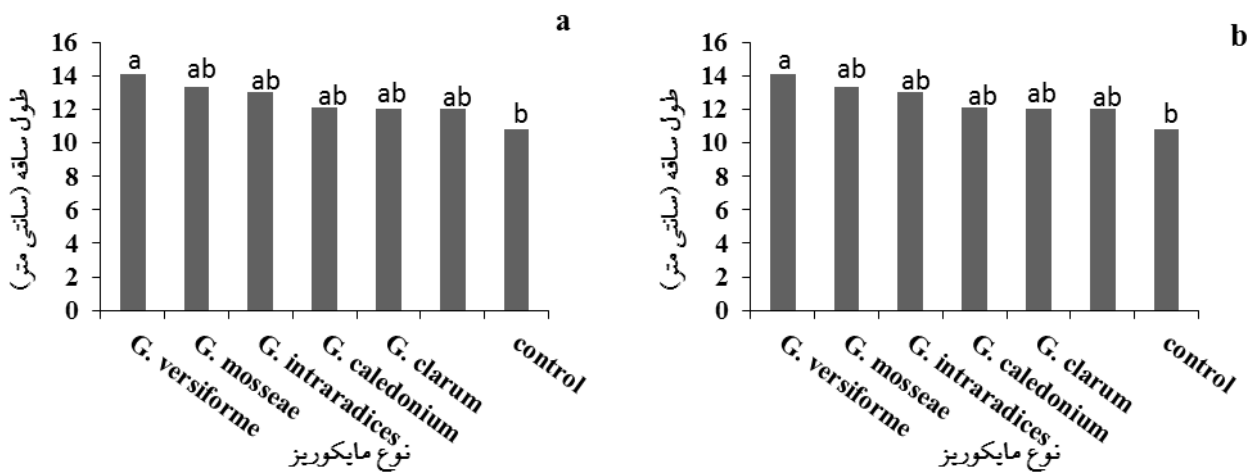 a
16
14
12
10
8
6
4
2
0
طول ساقه (سانتی متر)
a
ab
ab
ab
ab
ab
b
G. versiforme
G. mosseae
G. intraradices
G. caledonium
G. clarum
control
نوع مایکوریز
b
16
14
12
10
8
6
4
2
0
طول ساقه (سانتی متر)
a
ab
ab
ab
ab
ab
b
G. versiforme
G. mosseae
G. intraradices
G. caledonium
G. clarum
control
نوع مایکوریز